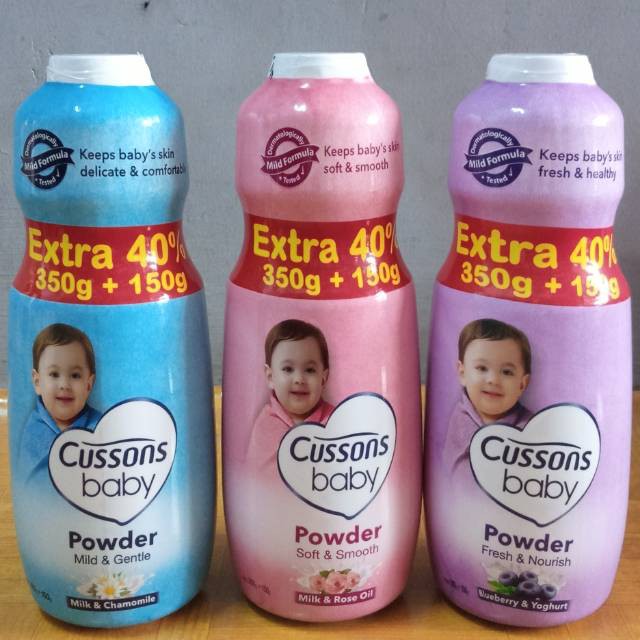 Dermatologically
Mild Formula
• Tested •
Keeps baby's skin
delicate & comfortable
Extra 40%
350g + 150g
Cussons
baby
Powder
Mild & Gentle
Milk & Chamomile
Dermatologically
Mild Formula
• Tested •
Keeps baby's skin
soft & smooth
Extra 40%
350g + 150g
Cussons
baby
Powder
Soft & Smooth
Milk & Rose Oil
Dermatologically
Mild Formula
• Tested •
Keeps baby's skin
fresh & healthy
Extra 40%
350g + 150g
Cussons
baby
Powder
Fresh & Nourish
Blueberry & Yoghurt